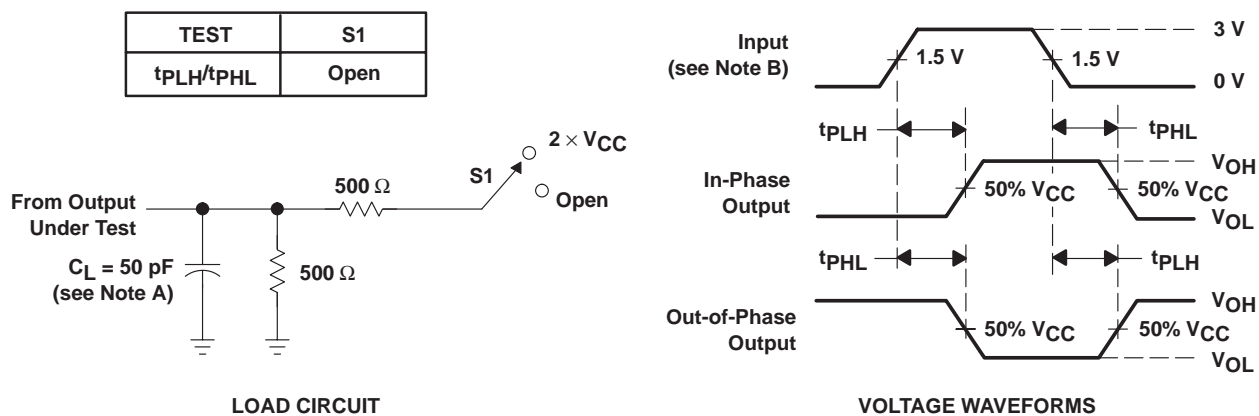 TEST S1
tPLH/tPHL Open
From Output
Under Test
CL = 50 pF
(see Note A)
500 Ω
500 Ω
S1
2 × VCC
Open
LOAD CIRCUIT
Input
(see Note B)
1.5 V
1.5 V
3 V
0 V
tPLH
tPHL
In-Phase
Output
50% VCC
50% VCC
VOH
VOL
tPHL
tPLH
Out-of-Phase
Output
50% VCC
50% VCC
VOH
VOL
VOLTAGE WAVEFORMS